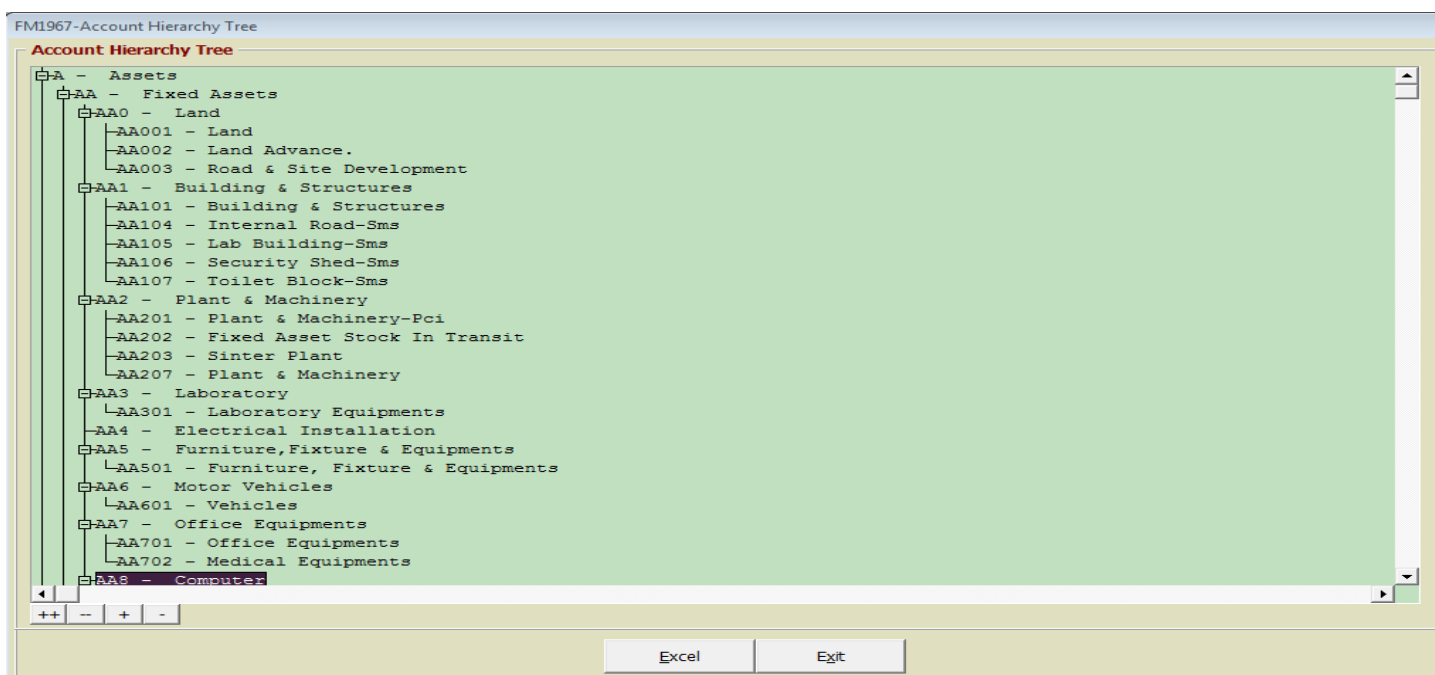 FM1967-Account Hierarchy Tree
Account Hierarchy Tree
A - Assets
AA - Fixed Assets
AA0 - Land
AA001 - Land
AA002 - Land Advance.
AA003 - Road & Site Development
AA1 - Building & Structures
AA101 - Building & Structures
AA104 - Internal Road-Sms
AA105 - Lab Building-Sms
AA106 - Security Shed-Sms
AA107 - Toilet Block-Sms
AA2 - Plant & Machinery
AA201 - Plant & Machinery-Pci
AA202 - Fixed Asset Stock In Transit
AA203 - Sinter Plant
AA207 - Plant & Machinery
AA3 - Laboratory
AA301 - Laboratory Equipments
AA4 - Electrical Installation
AA5 - Furniture,Fixture & Equipments
AA501 - Furniture, Fixture & Equipments
AA6 - Motor Vehicles
AA601 - Vehicles
AA7 - Office Equipments
AA701 - Office Equipments
AA702 - Medical Equipments
AA8 - Computer
++ -- + -
Excel Exit